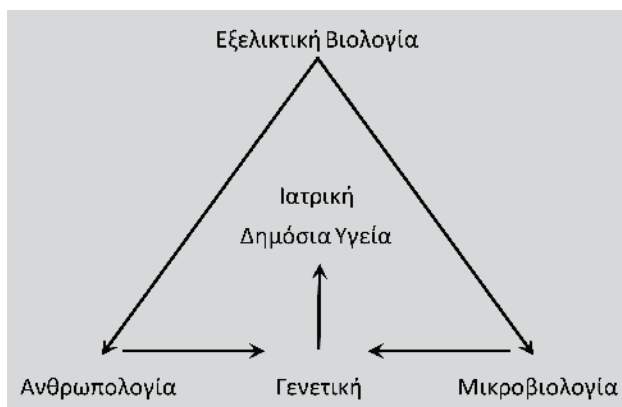 Εξελικτική Βιολογία
Ιατρική
Δημόσια Υγεία
Ανθρωπολογία Γενετική Μικροβιολογία